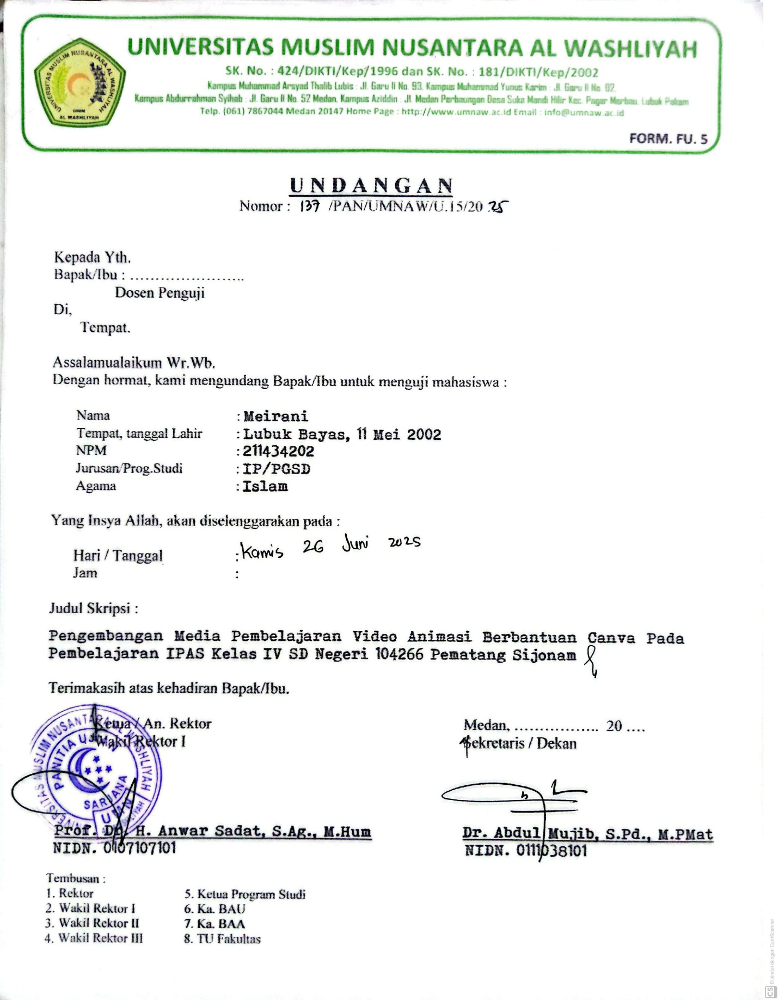 UNIVERSITAS MUSLIM NUSANTARA AL WASHLIYAH
SK. No. : 424/DIKTI/Kep/1996 dan SK. No. : 181/DIKTI/Kep/2002
Kampus Muhammad Arsyad Thalib Lubis : Jl. Garu II No. 93, Kampus Muhammad Yunus Karim : Jl. Garu II No. 02,
Kampus Abdurrahman Syihab : Jl. Garu II No. 52 Medan, Kampus Aziddin : Jl. Medan Perbaungan Desa Suka Mandi Hilir Kec. Pagar Merbau, Lubuk Pakam
Telp. (061) 7867044 Medan 20147 Home Page : http://www.umnaw.ac.id Email : info@umnaw.ac.id
UNIVERSITAS MUSLIM NUSANTARA AL WASHLIYAH
UMN
AL WASHLIYAH
FORM. FU. 5
UNDANGAN
Nomor : 137 /PAN/UMNAW/U.15/20 25
Kepada Yth.
Bapak/Ibu : .......................
Dosen Penguji
Di,
Tempat.
Assalamualaikum Wr.Wb.
Dengan hormat, kami mengundang Bapak/Ibu untuk menguji mahasiswa :
Nama : Meirani
Tempat, tanggal Lahir : Lubuk Bayas, 11 Mei 2002
NPM : 211434202
Jurusan/Prog.Studi : IP/PGSD
Agama : Islam
Yang Insya Allah, akan diselenggarakan pada :
Hari / Tanggal : Kamis 26 Juni 2025
Jam :
Judul Skripsi :
Pengembangan Media Pembelajaran Video Animasi Berbantuan Canva Pada
Pembelajaran IPAS Kelas IV SD Negeri 104266 Pematang Sijonam
Terimakasih atas kehadiran Bapak/Ibu.
Ketua / An. Rektor
Wakil Rektor I
Medan, ................. 20 ....
Sekretaris / Dekan
UNIVERSITAS MUSLIM NUSANTARA AL WASHLIYAH
PANITIA UJIAN
SARJANA
UMN
Prof. Dr. H. Anwar Sadat, S.Ag., M.Hum
NIDN. 0107107101
Dr. Abdul Mujib, S.Pd., M.PMat
NIDN. 0111038101
Tembusan :
1. Rektor
2. Wakil Rektor I
3. Wakil Rektor II
4. Wakil Rektor III
5. Ketua Program Studi
6. Ka. BAU
7. Ka. BAA
8. TU Fakultas
CS Dipindai dengan CamScanner